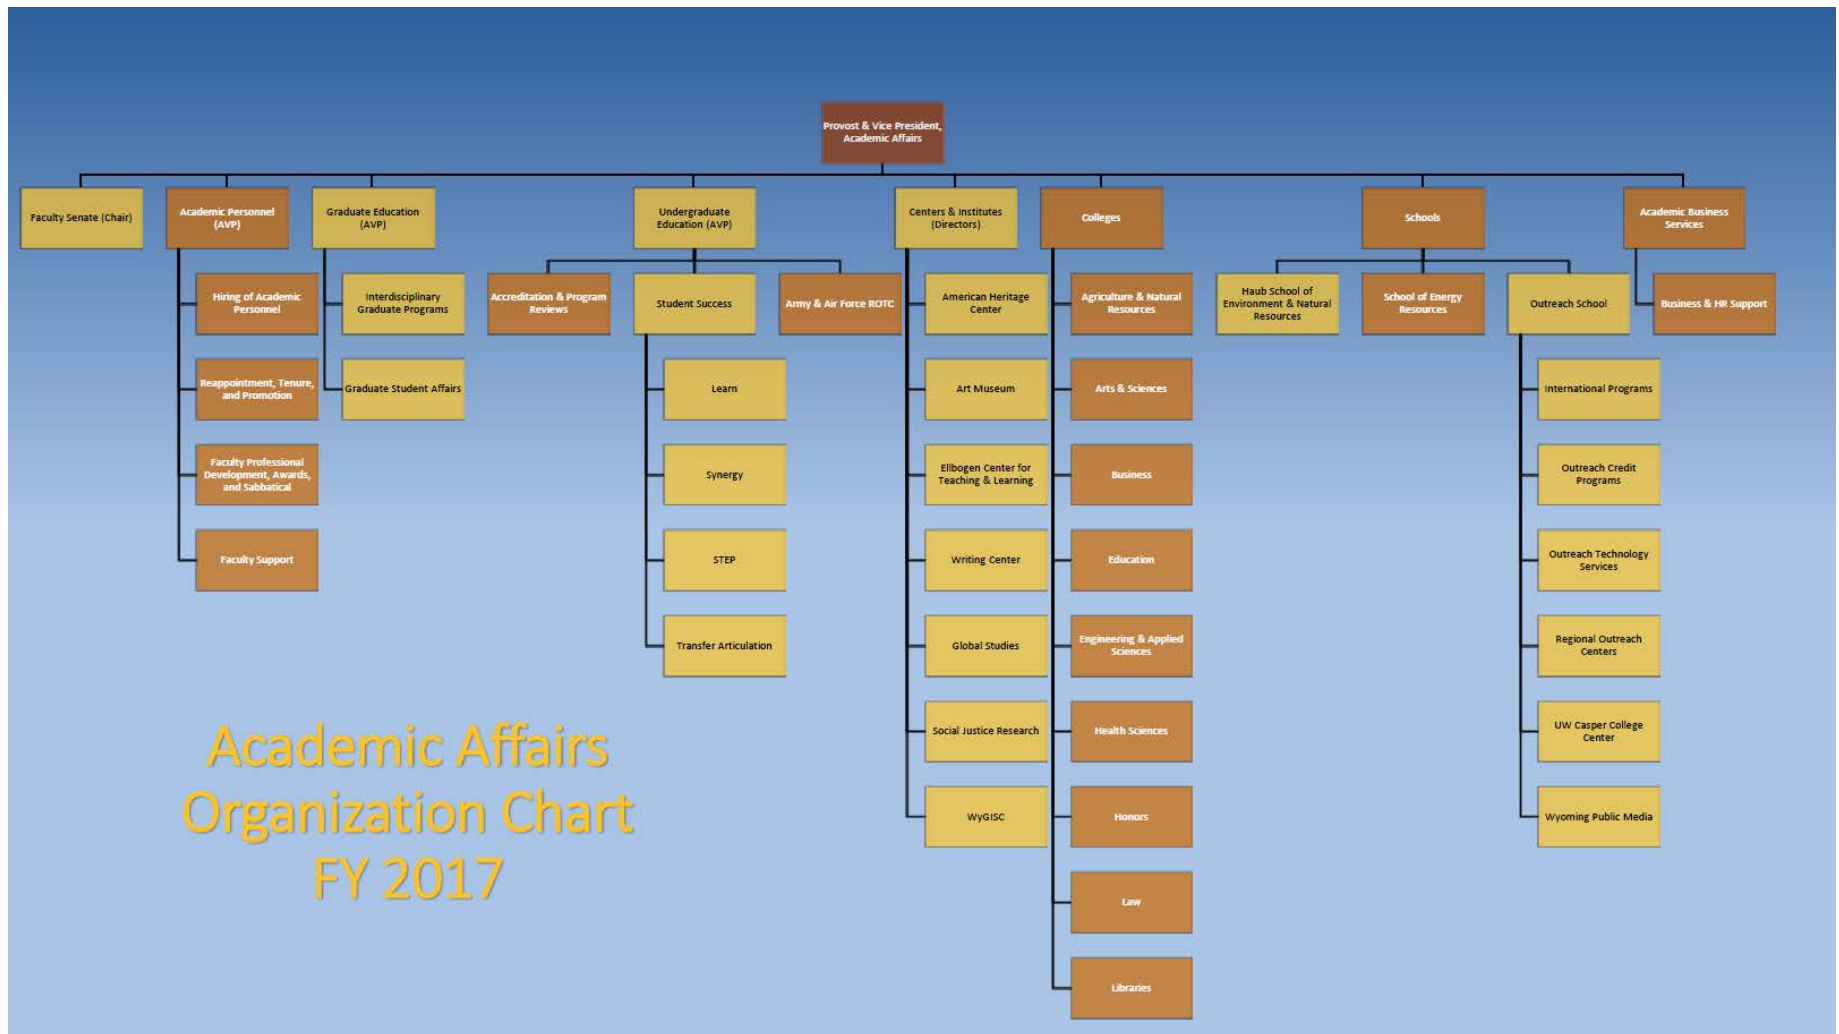 Provost & Vice President,
Academic Affairs
Faculty Senate (Chair)
Academic Personnel
(AVP)
Graduate Education
(AVP)
Undergraduate
Education (AVP)
Centers & Institutes
(Directors)
Colleges
Schools
Academic Business
Services
Hiring of Academic
Personnel
Reappointment, Tenure,
and Promotion
Faculty Professional
Development, Awards,
and Sabbatical
Faculty Support
Interdisciplinary
Graduate Programs
Graduate Student Affairs
Accreditation & Program
Reviews
Student Success
Army & Air Force ROTC
Learn
Synergy
STEP
Transfer Articulation
American Heritage
Center
Art Museum
Ellbogen Center for
Teaching & Learning
Writing Center
Global Studies
Social Justice Research
WyGISC
Agriculture & Natural
Resources
Arts & Sciences
Business
Education
Engineering & Applied
Sciences
Health Sciences
Honors
Law
Libraries
Haub School of
Environment & Natural
Resources
School of Energy
Resources
Outreach School
International Programs
Outreach Credit
Programs
Outreach Technology
Services
Regional Outreach
Centers
UW Casper College
Center
Wyoming Public Media
Business & HR Support
Academic Affairs
Organization Chart
FY 2017